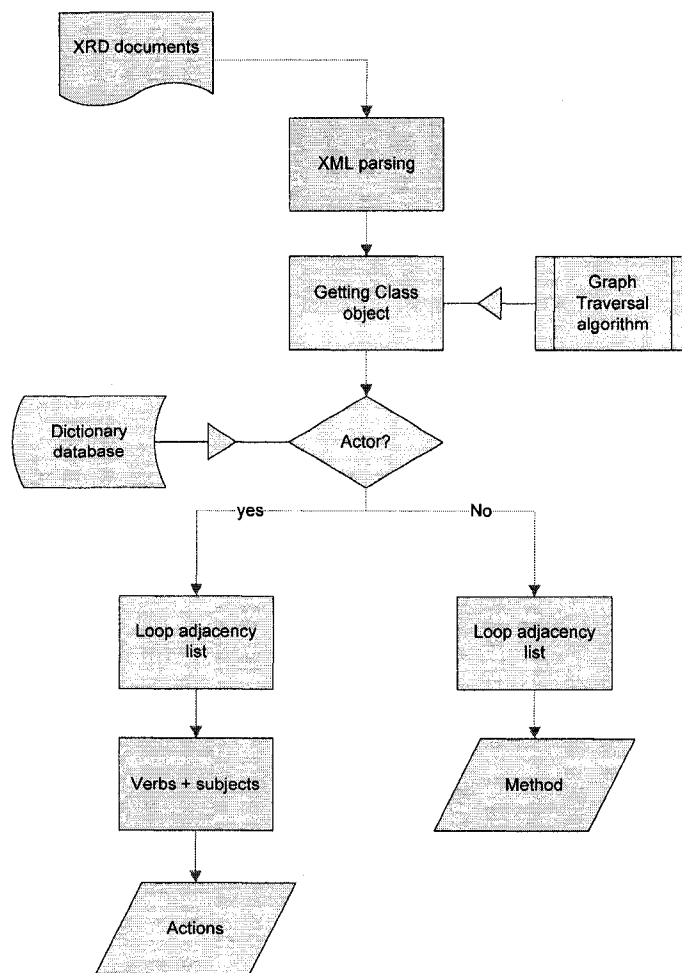 XRD documents
XML parsing
Getting Class
object
Graph
Traversal
algorithm
Dictionary
database
Actor?
yes
No
Loop adjacency
list
Loop adjacency
list
Verbs + subjects
Method
Actions